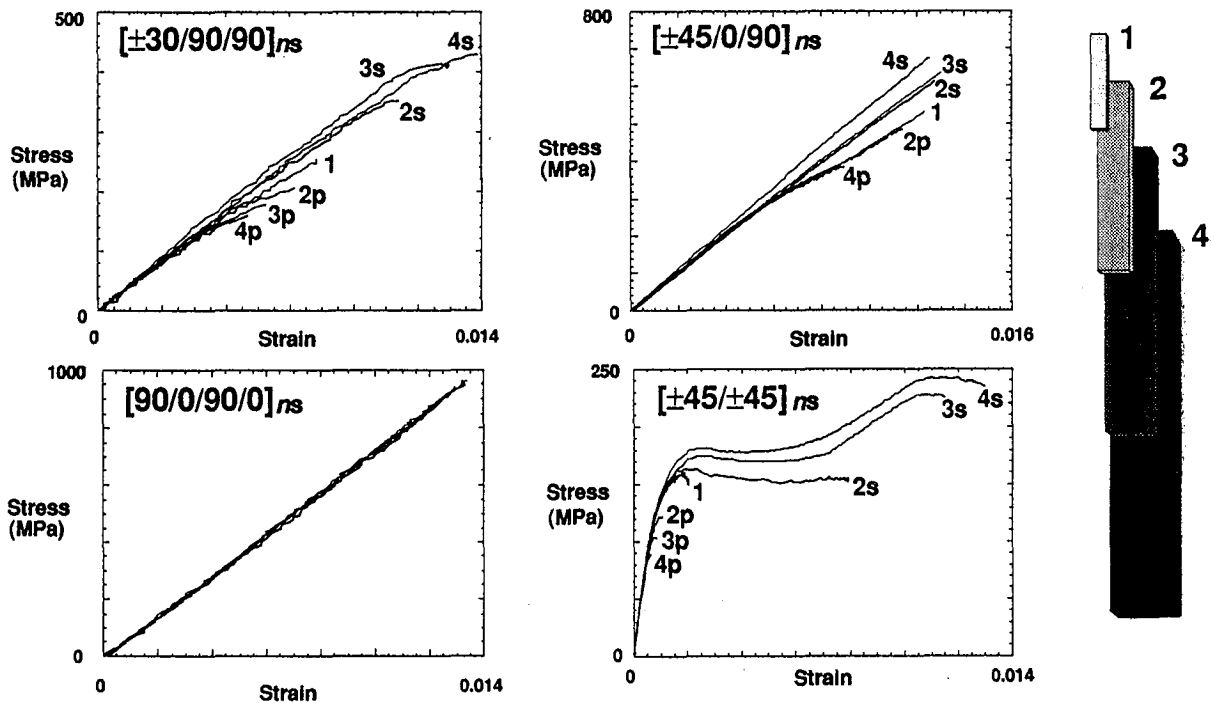 500
[±30/90/90]ns
4s
3s
2s
1
2p
3p
4p
Stress
(MPa)
0
0
Strain
0.014
800
[±45/0/90]ns
4s
3s
2s
1
2p
4p
Stress
(MPa)
0
0
Strain
0.016
1
2
3
4
1000
[90/0/90/0]ns
Stress
(MPa)
0
0
Strain
0.014
250
[±45/±45]ns
4s
3s
2s
1
2p
3p
4p
Stress
(MPa)
0
0
Strain
0.014